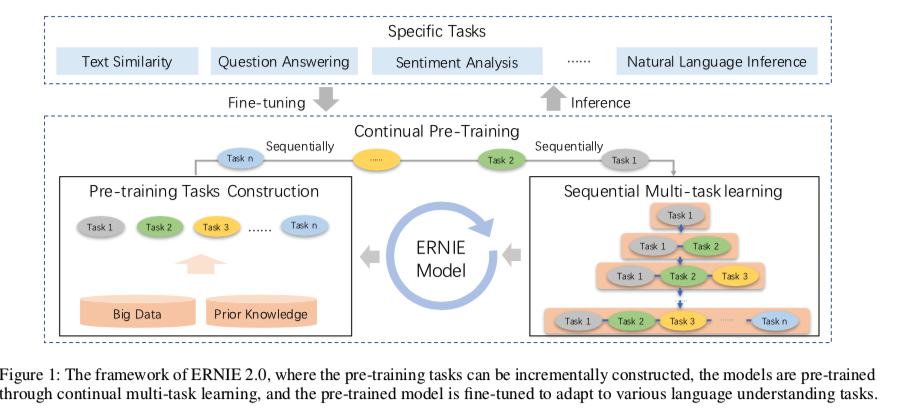 Specific Tasks
Text Similarity
Question Answering
Sentiment Analysis
......
Natural Language Inference
Fine-tuning
Inference
Continual Pre-Training
Task n
Sequentially
......
Task 2
Sequentially
Task 1
Pre-training Tasks Construction
Task 1
Task 2
Task 3
......
Task n
Big Data
Prior Knowledge
ERNIE
Model
Sequential Multi-task learning
Task 1
Task 1
Task 2
Task 1
Task 2
Task 3
......
Task 1
Task 2
Task 3
......
Task n
Figure 1: The framework of ERNIE 2.0, where the pre-training tasks can be incrementally constructed, the models are pre-trained
through continual multi-task learning, and the pre-trained model is fine-tuned to adapt to various language understanding tasks.